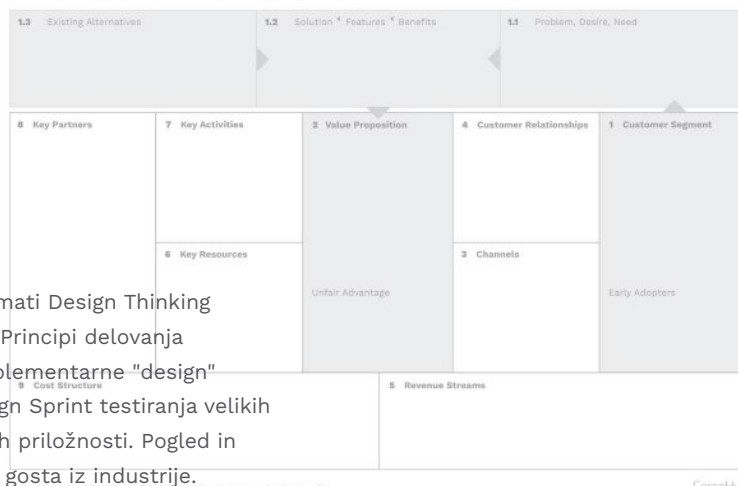 1.3 Existing Alternatives
1.2 Solution * Features * Benefits
1.1 Problem, Desire, Need
8 Key Partners
7 Key Activities
2 Value Proposition
4 Customer Relationships
1 Customer Segment
6 Key Resources
3 Channels
Unfair Advantage
Early Adopters
mati Design Thinking
Principi delovanja
plementarne "design"
9 Cost Structure
5 Revenue Streams
gn Sprint testiranja velikih
h priložnosti. Pogled in
gosta iz industrije.